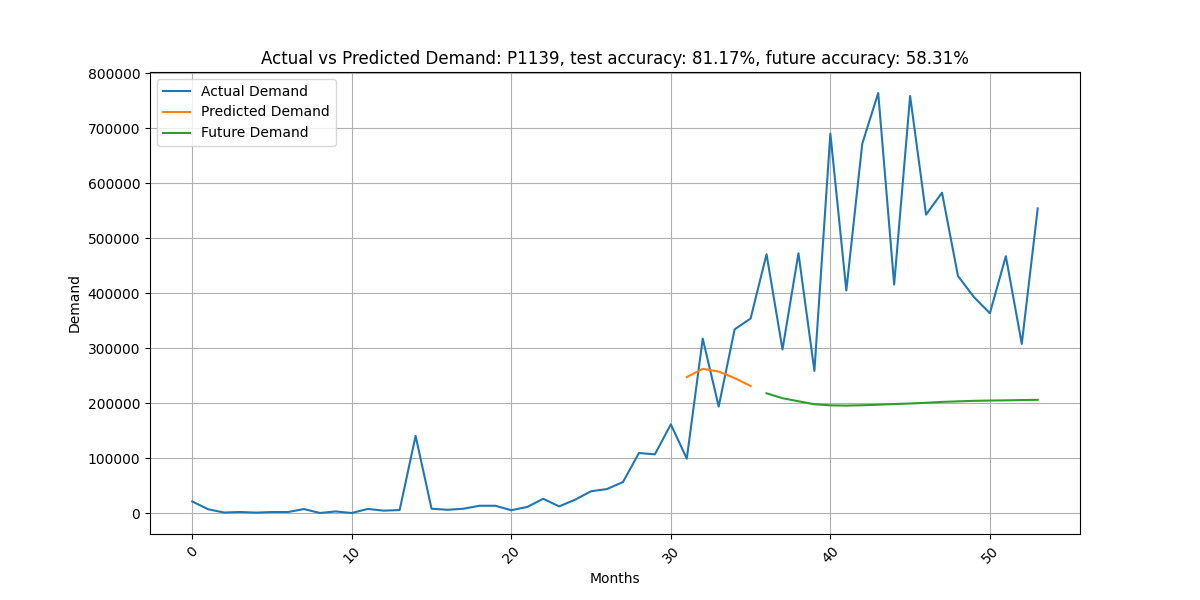 Actual vs Predicted Demand: P1139, test accuracy: 81.17%, future accuracy: 58.31%
Actual Demand
Predicted Demand
Future Demand
800000
700000
600000
500000
400000
300000
200000
100000
0
Demand
0
10
20
30
40
50
Months